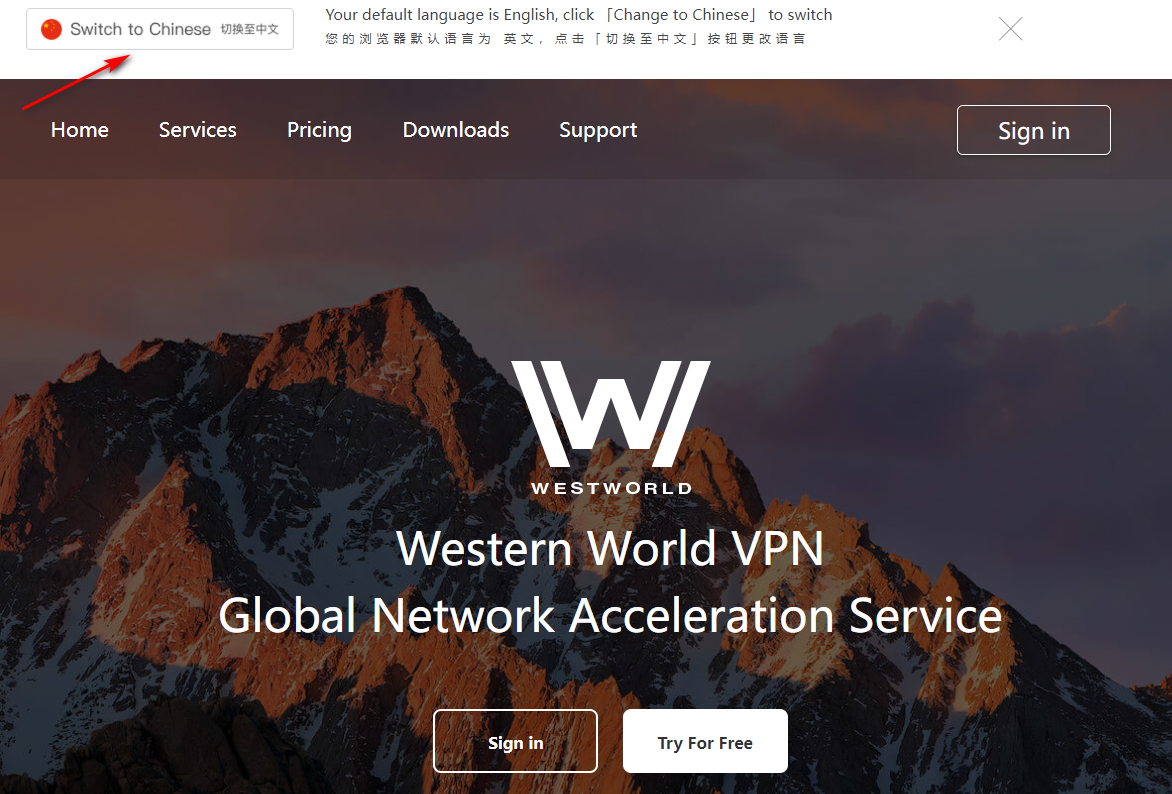 Switch to Chinese 切换至中文
Your default language is English, click 「Change to Chinese」 to switch
您的浏览器默认语言为 英文, 点击「切换至中文」按钮更改语言
Home Services Pricing Downloads Support Sign in
W
WESTWORLD
Western World VPN
Global Network Acceleration Service
Sign in Try For Free